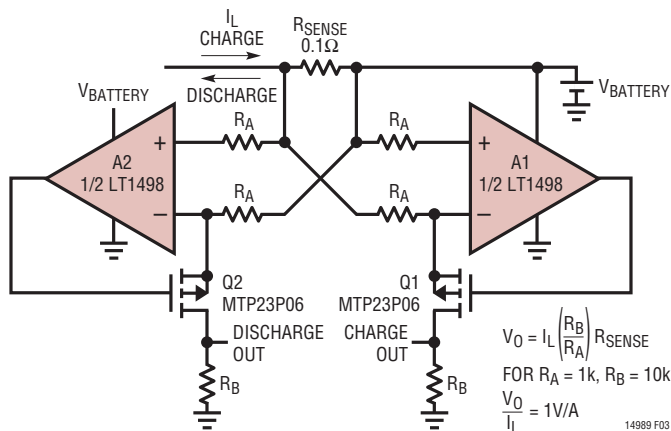 I_L
CHARGE
R_SENSE
0.1Ω
DISCHARGE
V_BATTERY
V_BATTERY
R_A
R_A
+
A2
1/2 LT1498
−
+
A1
1/2 LT1498
−
R_A
R_A
Q2
MTP23P06
Q1
MTP23P06
DISCHARGE
OUT
CHARGE
OUT
R_B
R_B
V_O = I_L (R_B/R_A) R_SENSE
FOR R_A = 1k, R_B = 10k
V_O/I_L = 1V/A
14989 F03